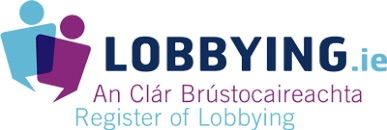 LOBBYING.ie
An Clár Brústocaireachta
Register of Lobbying